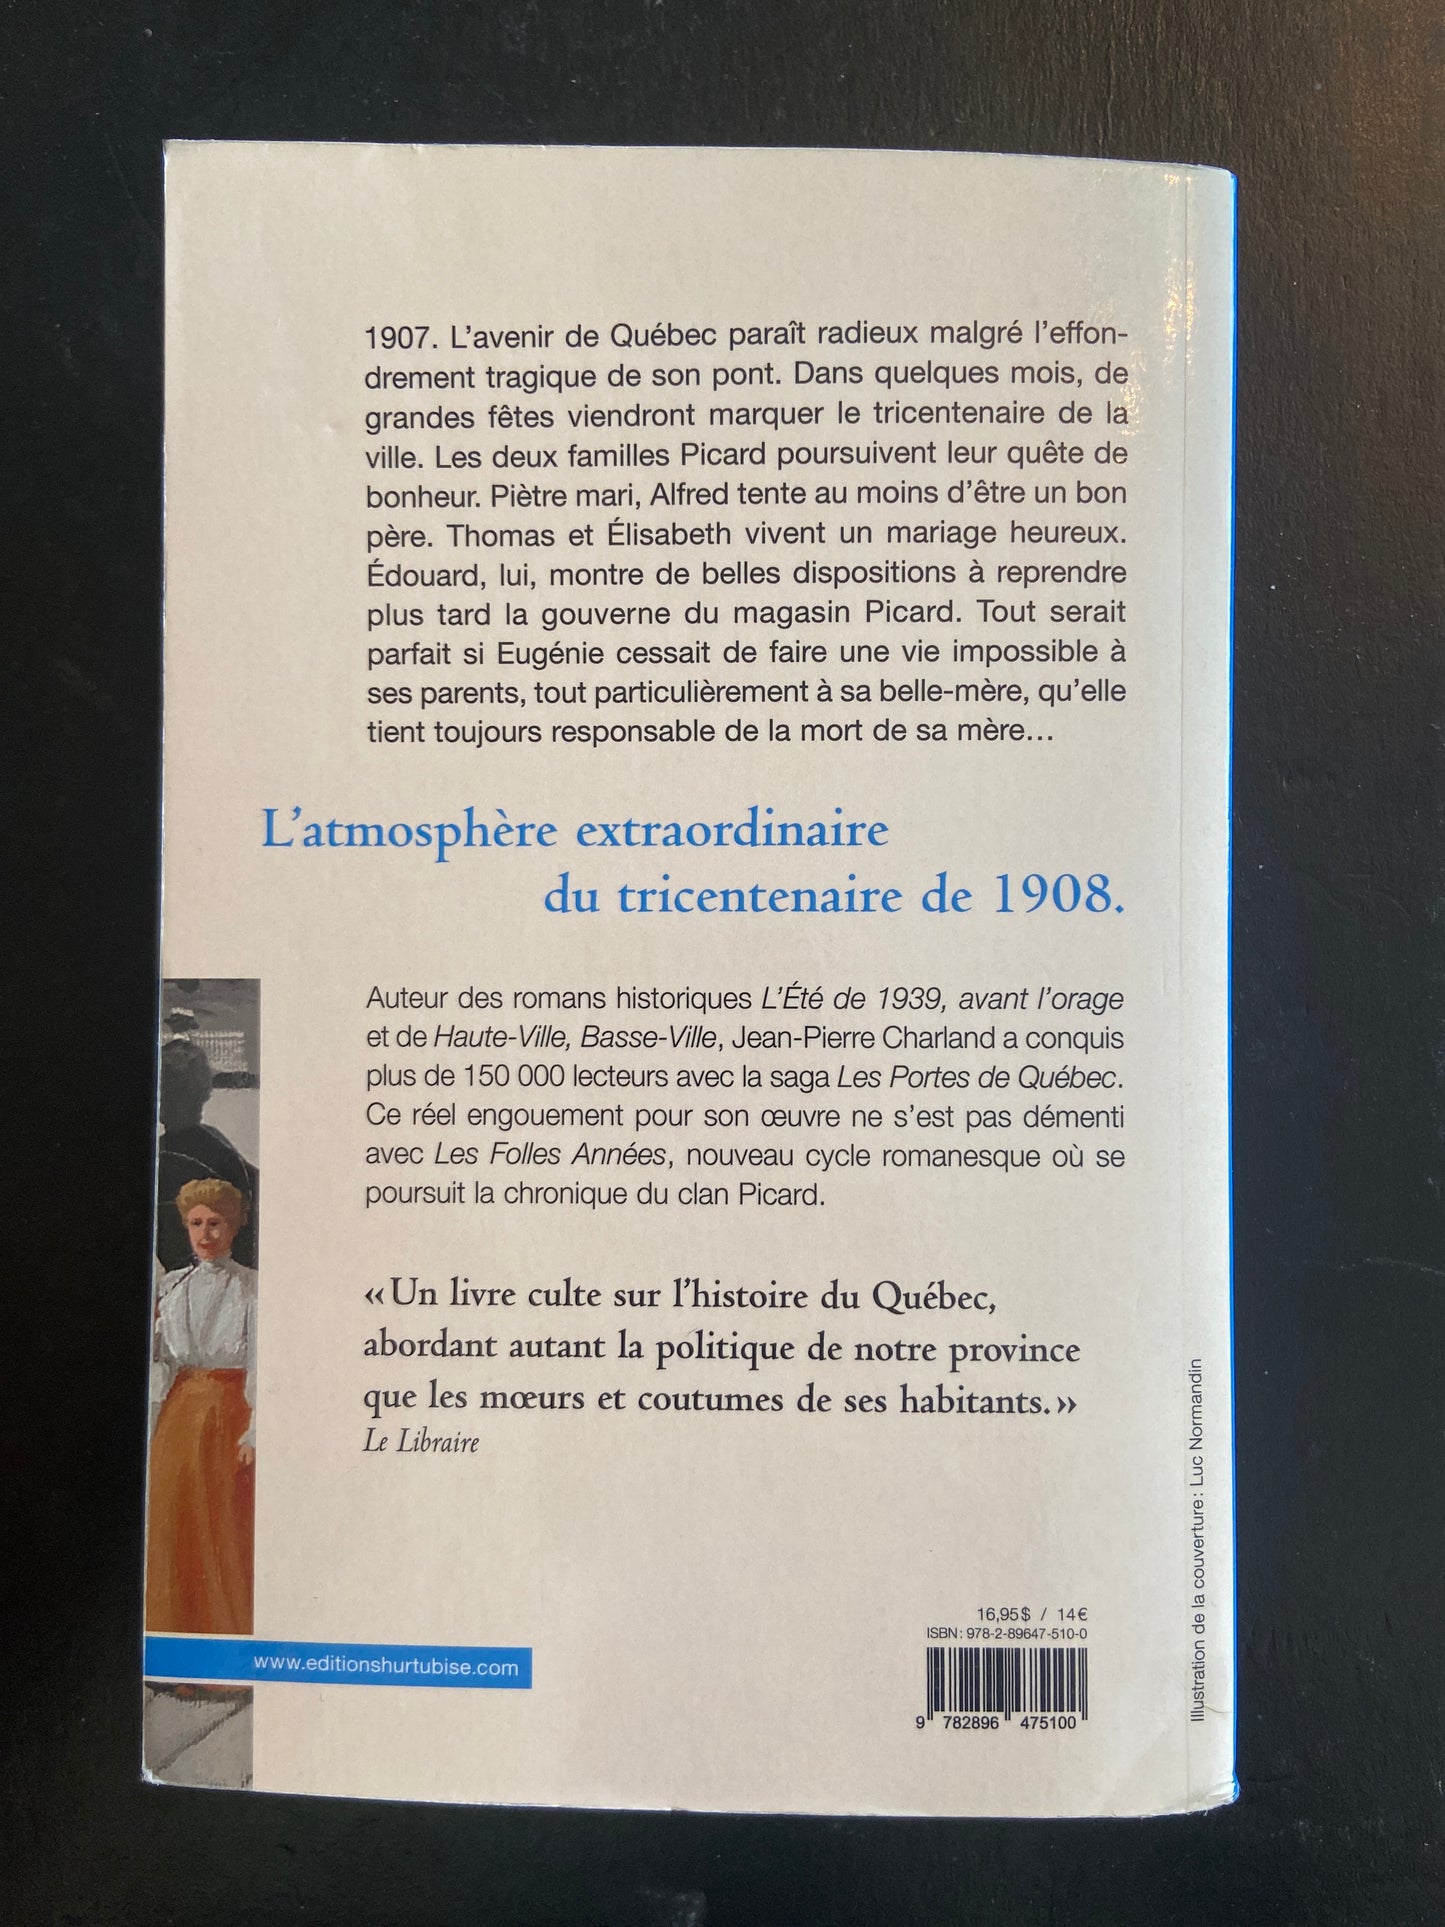 1907. L'avenir de Québec paraît radieux malgré l'effon-
drement tragique de son pont. Dans quelques mois, de
grandes fêtes viendront marquer le tricentenaire de la
ville. Les deux familles Picard poursuivent leur quête de
bonheur. Piètre mari, Alfred tente au moins d'être un bon
père. Thomas et Élisabeth vivent un mariage heureux.
Édouard, lui, montre de belles dispositions à reprendre
plus tard la gouverne du magasin Picard. Tout serait
parfait si Eugénie cessait de faire une vie impossible à
ses parents, tout particulièrement à sa belle-mère, qu'elle
tient toujours responsable de la mort de sa mère...
L'atmosphère extraordinaire
du tricentenaire de 1908.
Auteur des romans historiques L'Été de 1939, avant l'orage
et de Haute-Ville, Basse-Ville, Jean-Pierre Charland a conquis
plus de 150 000 lecteurs avec la saga Les Portes de Québec.
Ce réel engouement pour son œuvre ne s'est pas démenti
avec Les Folles Années, nouveau cycle romanesque où se
poursuit la chronique du clan Picard.
« Un livre culte sur l'histoire du Québec,
abordant autant la politique de notre province
que les mœurs et coutumes de ses habitants. »
Le Libraire
16,95 $ / 14 €
ISBN : 978-2-89647-510-0
9 782896 475100
www.editionshurtubise.com
Illustration de la couverture : Luc Normandin